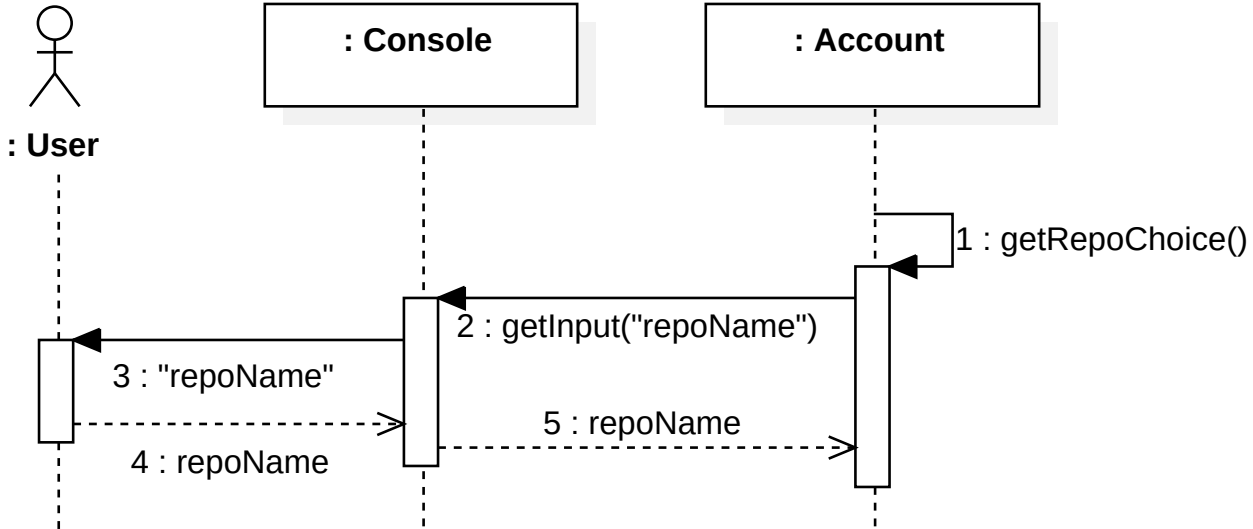 : Console
: Account
: User
1 : getRepoChoice()
2 : getInput("repoName")
3 : "repoName"
5 : repoName
4 : repoName